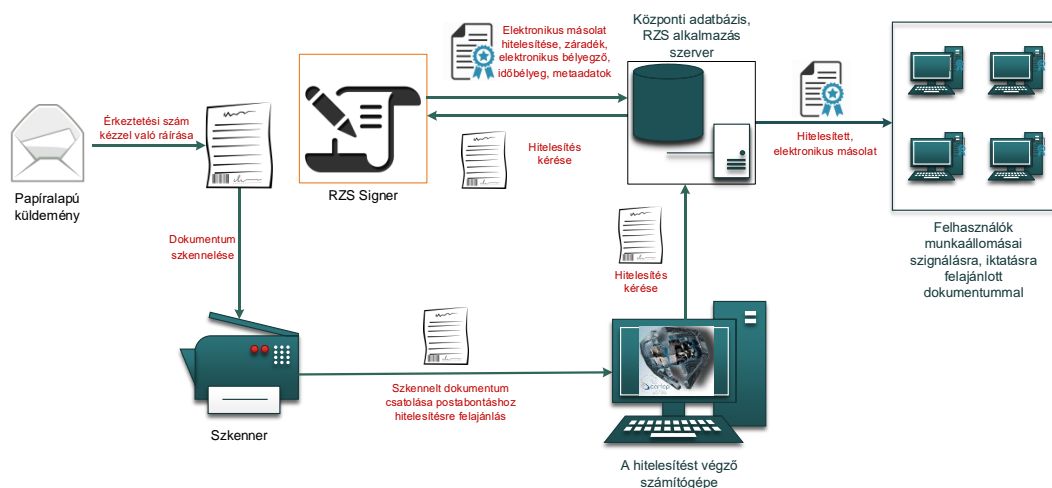 Elektronikus másolat
hitelesítése, záradék,
elektronikus bélyegző,
időbélyeg, metaadatok
Központi adatbázis,
RZS alkalmazás
szerver
Érkeztetési szám
kézzel való ráírása
Hitelesítés
kérése
Hitelesített,
elektronikus másolat
Papíralapú
küldemény
RZS Signer
Dokumentum
szkennelése
Hitelesítés
kérése
Felhasználók
munkaállomásai
szignálásra, iktatásra
felajánlott
dokumentummal
Szkennelt dokumentum
csatolása postabontáshoz
hitelesítésre felajánlás
Szkenner
A hitelesítést végző
számítógépe